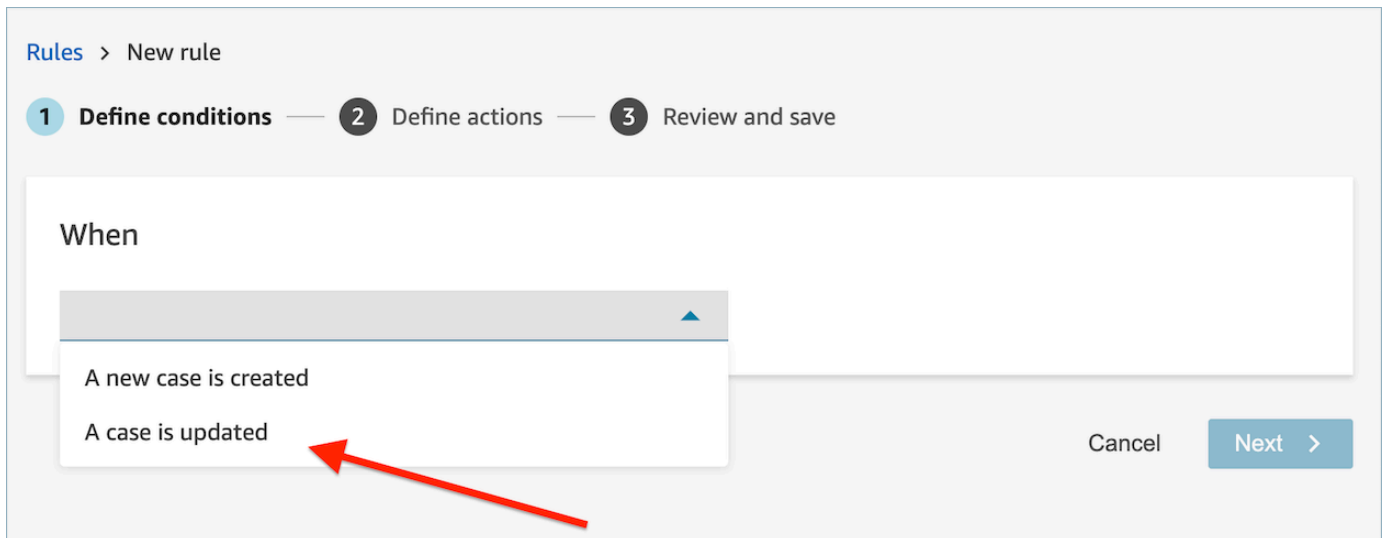 Rules > New rule
1 Define conditions 2 Define actions 3 Review and save
When
A new case is created
A case is updated
Cancel Next >